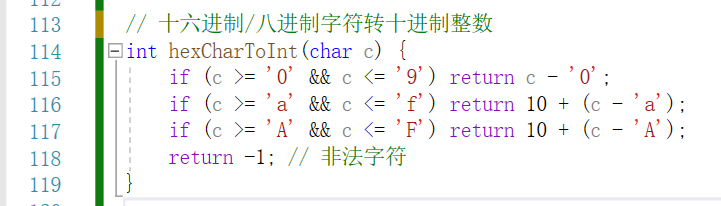 113 // 十六进制/八进制字符转十进制整数
114 int hexCharToInt(char c) {
115 if (c >= '0' && c <= '9') return c - '0';
116 if (c >= 'a' && c <= 'f') return 10 + (c - 'a');
117 if (c >= 'A' && c <= 'F') return 10 + (c - 'A');
118 return -1; // 非法字符
119 }